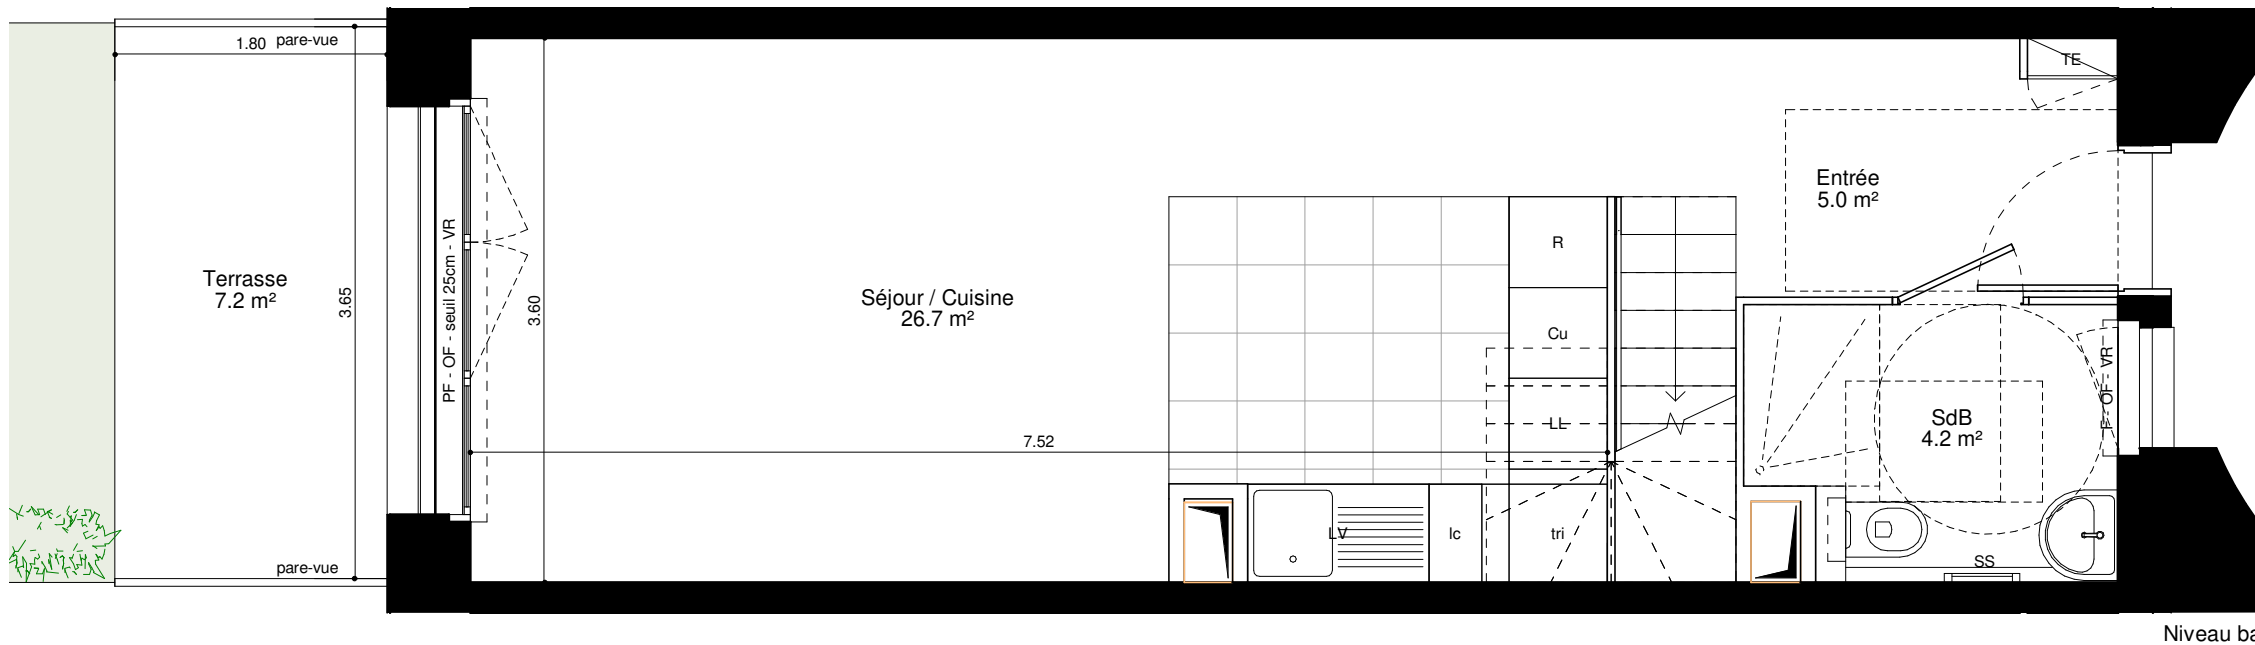 1.80 pare-vue
TE
Entrée
5.0 m²
R
PF - OF - seuil 25cm - VR
Terrasse
7.2 m²
3.65
3.60
Séjour / Cuisine
26.7 m²
Cu
LL
7.52
SdB
4.2 m²
F - OF - VR
LV
lc
tri
SS
pare-vue
Niveau ba